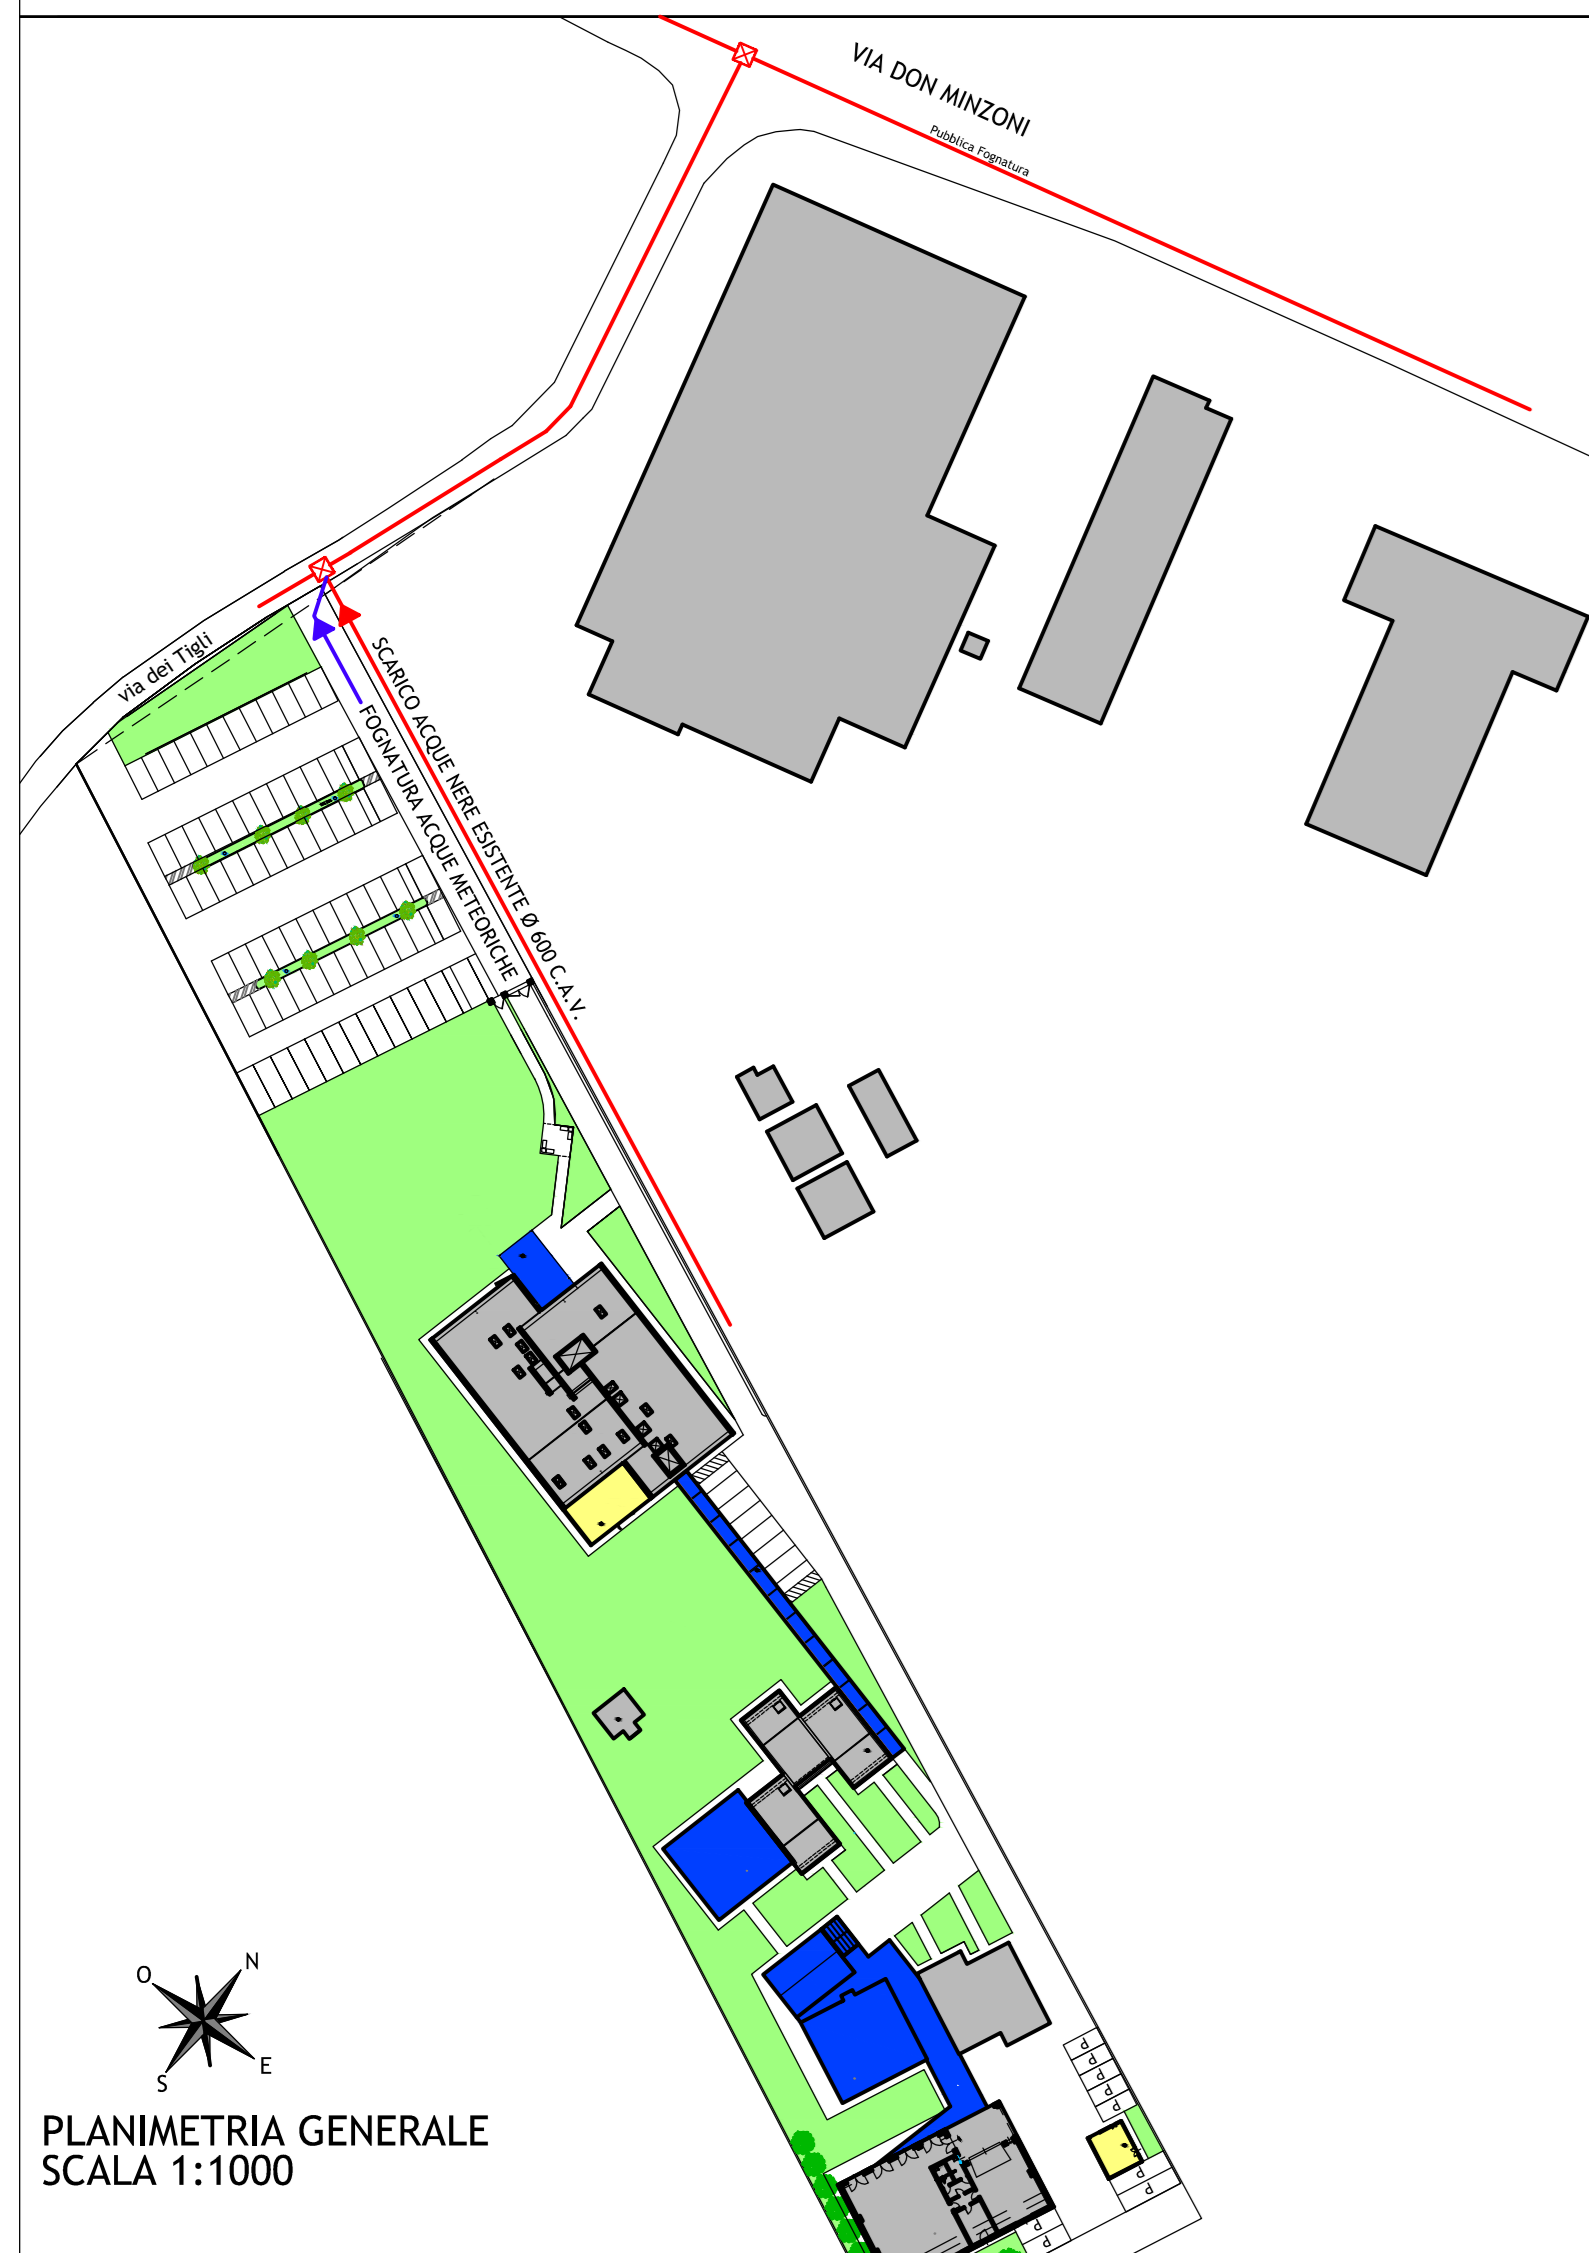 VIA DON MINZONI
Pubblica Fognatura
via dei Tigli
SCARICO ACQUE NERE ESISTENTE Ø 600 C.A.V.
FOGNATURA ACQUE METEORICHE
O
N
S
E
P
P
P
P
P
P
P
P
P
PLANIMETRIA GENERALE
SCALA 1:1000